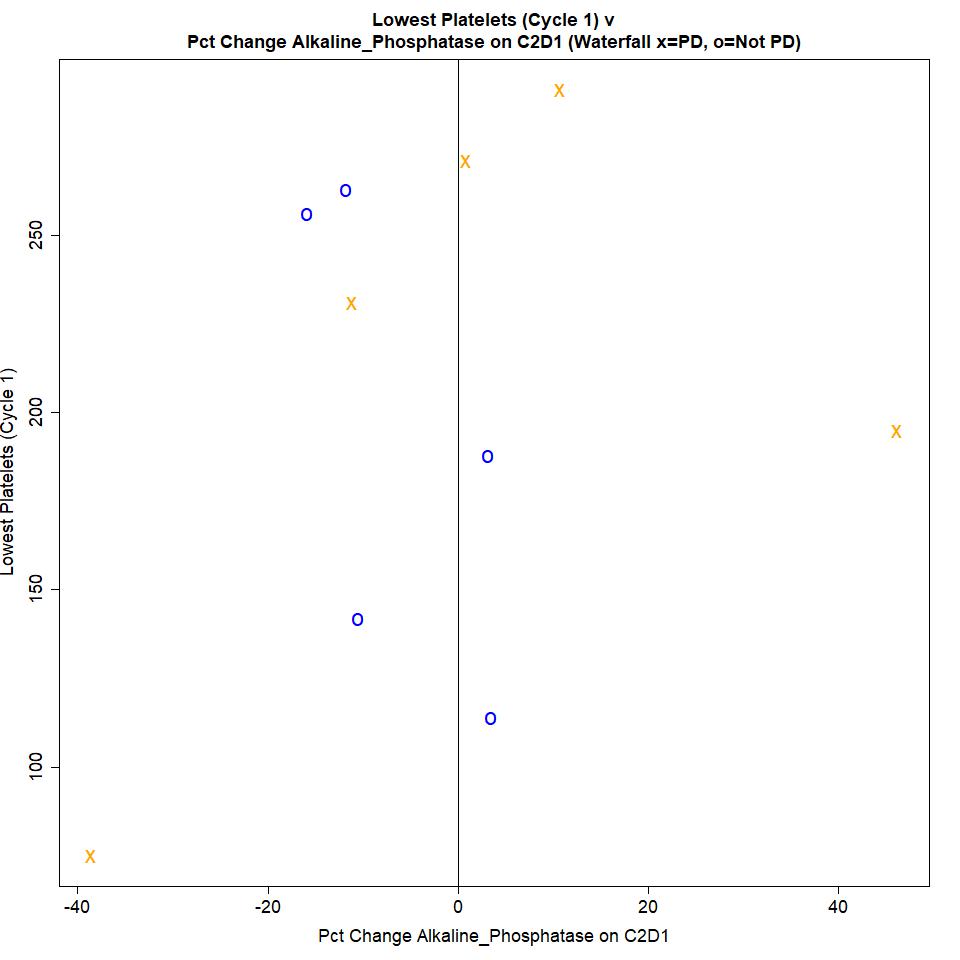 Lowest Platelets (Cycle 1) v
Pct Change Alkaline_Phosphatase on C2D1 (Waterfall x=PD, o=Not PD)
X
X
O
O
X
X
O
O
O
X
250
200
150
100
Lowest Platelets (Cycle 1)
-40 -20 0 20 40
Pct Change Alkaline_Phosphatase on C2D1